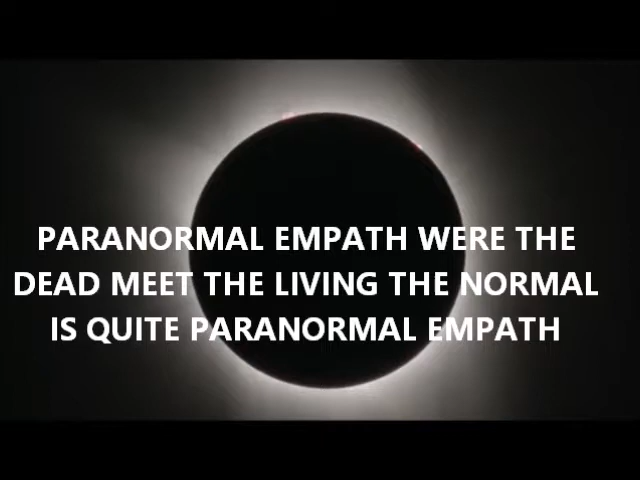 PARANORMAL EMPATH WERE THE
DEAD MEET THE LIVING THE NORMAL
IS QUITE PARANORMAL EMPATH